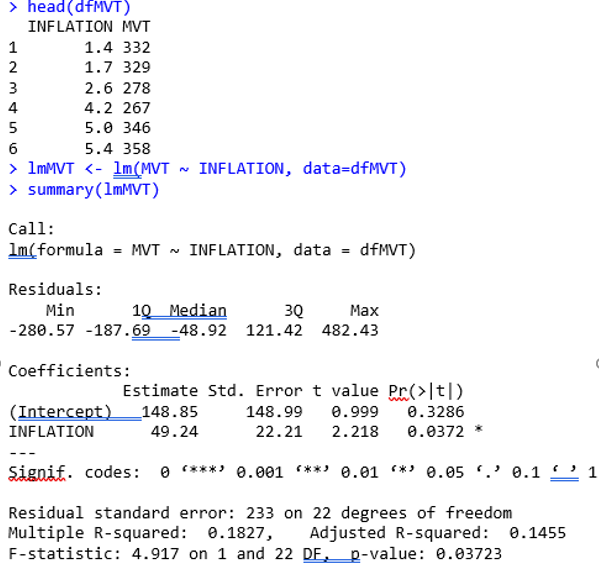 > head(dfMVT)
  INFLATION MVT
1       1.4 332
2       1.7 329
3       2.6 278
4       4.2 267
5       5.0 346
6       5.4 358
> lmMVT <- lm(MVT ~ INFLATION, data=dfMVT)
> summary(lmMVT)
Call:
lm(formula = MVT ~ INFLATION, data = dfMVT)
Residuals:
    Min      1Q  Median      3Q     Max
-280.57 -187.69  -48.92  121.42  482.43
Coefficients:
            Estimate Std. Error t value Pr(>|t|)
(Intercept)   148.85     148.99   0.999   0.3286
INFLATION      49.24      22.21   2.218   0.0372 *
---
Signif. codes:  0 ‘***’ 0.001 ‘**’ 0.01 ‘*’ 0.05 ‘.’ 0.1 ‘ ’ 1
Residual standard error: 233 on 22 degrees of freedom
Multiple R-squared:  0.1827,    Adjusted R-squared:  0.1455
F-statistic: 4.917 on 1 and 22 DF,  p-value: 0.03723